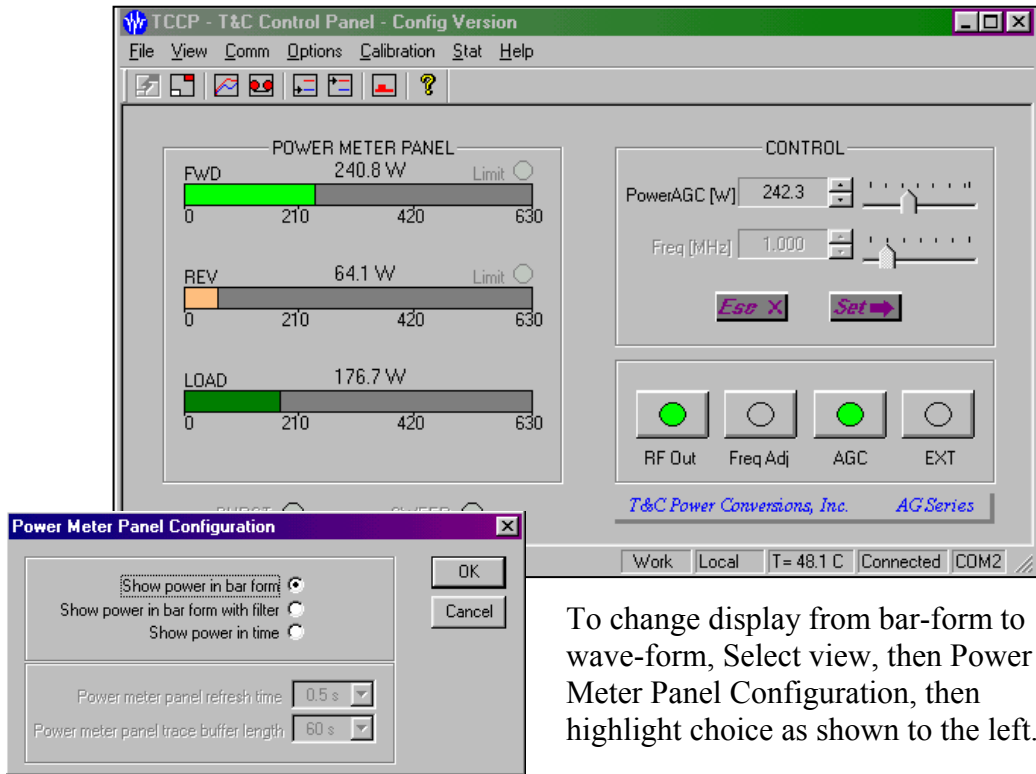 TCCP - T&C Control Panel - Config Version
File View Comm Options Calibration Stat Help
POWER METER PANEL
FWD 240.8 W Limit
0 210 420 630
REV 64.1 W Limit
0 210 420 630
LOAD 176.7 W
0 210 420 630
CONTROL
PowerAGC [W] 242.3
Freq [MHz] 1.000
Esc X Set
RF Out Freq Adj AGC EXT
T&C Power Conversions, Inc. AG Series
Work Local T= 48.1 C Connected COM2
Power Meter Panel Configuration
Show power in bar form
Show power in bar form with filter
Show power in time
Power meter panel refresh time 0.5 s
Power meter panel trace buffer length 60 s
OK
Cancel
To change display from bar-form to
wave-form, Select view, then Power
Meter Panel Configuration, then
highlight choice as shown to the left.